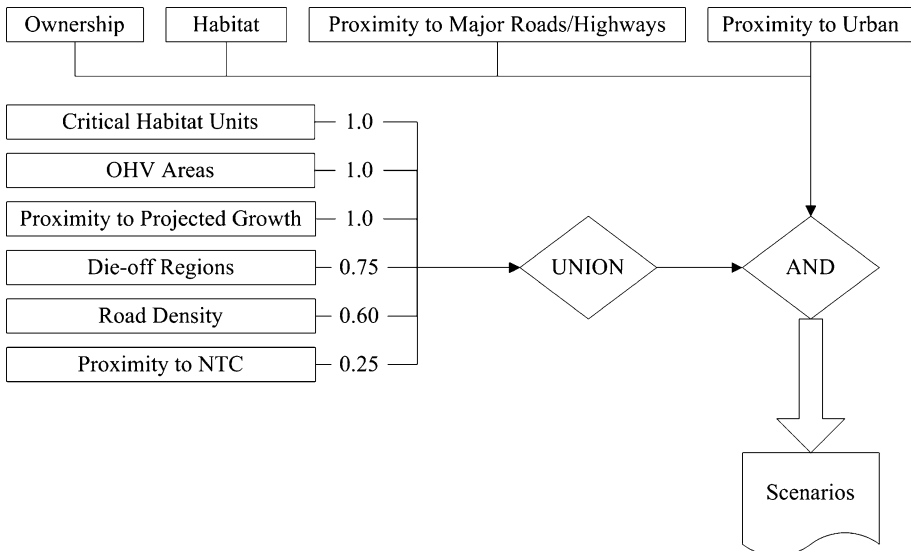 Ownership
Habitat
Proximity to Major Roads/Highways
Proximity to Urban
Critical Habitat Units
1.0
OHV Areas
1.0
Proximity to Projected Growth
1.0
Die-off Regions
0.75
Road Density
0.60
Proximity to NTC
0.25
UNION
AND
Scenarios